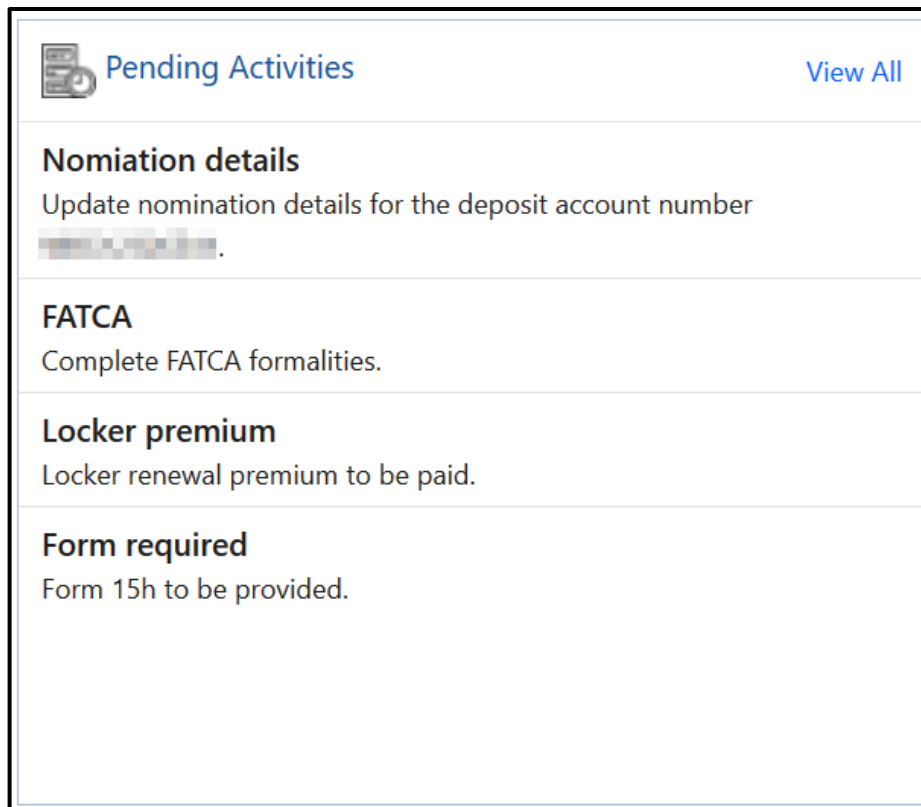 Pending Activities
View All
Nomiation details
Update nomination details for the deposit account number
.
FATCA
Complete FATCA formalities.
Locker premium
Locker renewal premium to be paid.
Form required
Form 15h to be provided.